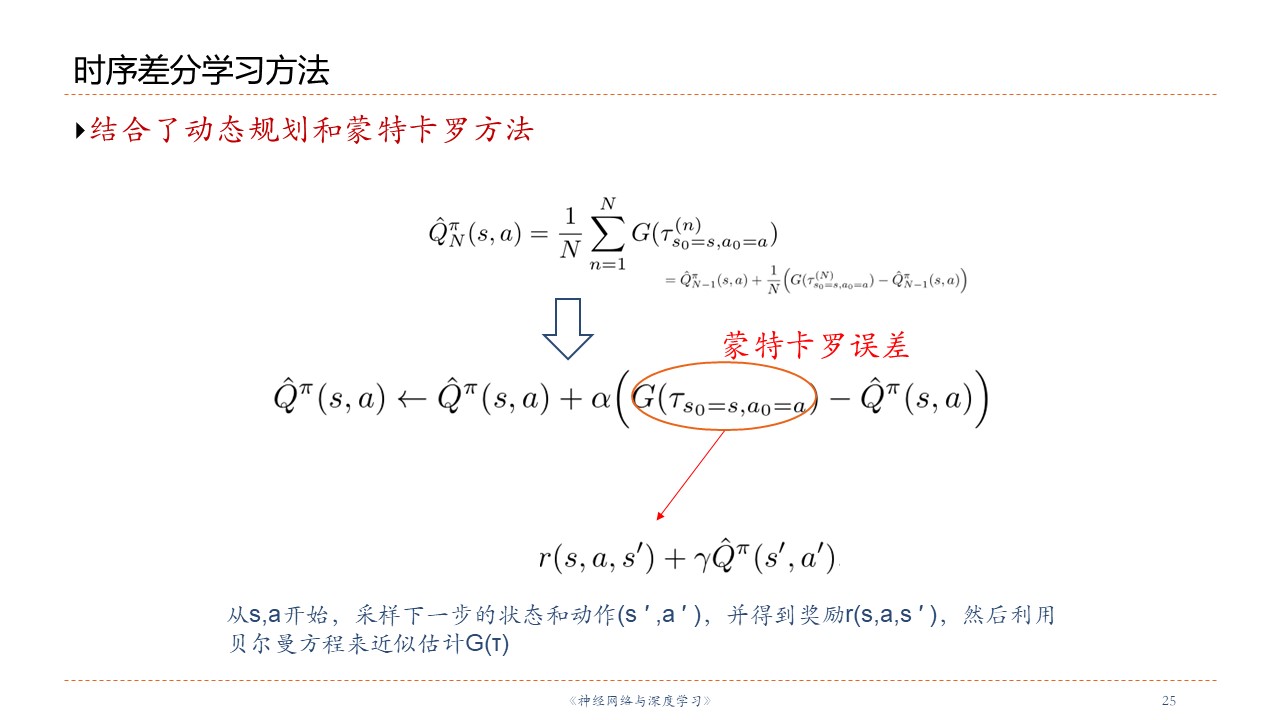 时序差分学习方法
结合了动态规划和蒙特卡罗方法
$\hat{Q}_N^\pi(s,a) = \frac{1}{N}\sum_{n=1}^{N} G(\tau_{s_0=s,a_0=a}^{(n)})$
$= \hat{Q}_{N-1}^\pi(s,a) + \frac{1}{N}\left(G(\tau_{s_0=s,a_0=a}^{(N)}) - \hat{Q}_{N-1}^\pi(s,a)\right)$
蒙特卡罗误差
$\hat{Q}^\pi(s,a) \leftarrow \hat{Q}^\pi(s,a) + \alpha\left(G(\tau_{s_0=s,a_0=a}) - \hat{Q}^\pi(s,a)\right)$
$r(s,a,s') + \gamma\hat{Q}^\pi(s',a')$
从s,a开始，采样下一步的状态和动作(s′,a′)，并得到奖励r(s,a,s′)，然后利用
贝尔曼方程来近似估计G(τ)
《神经网络与深度学习》
25